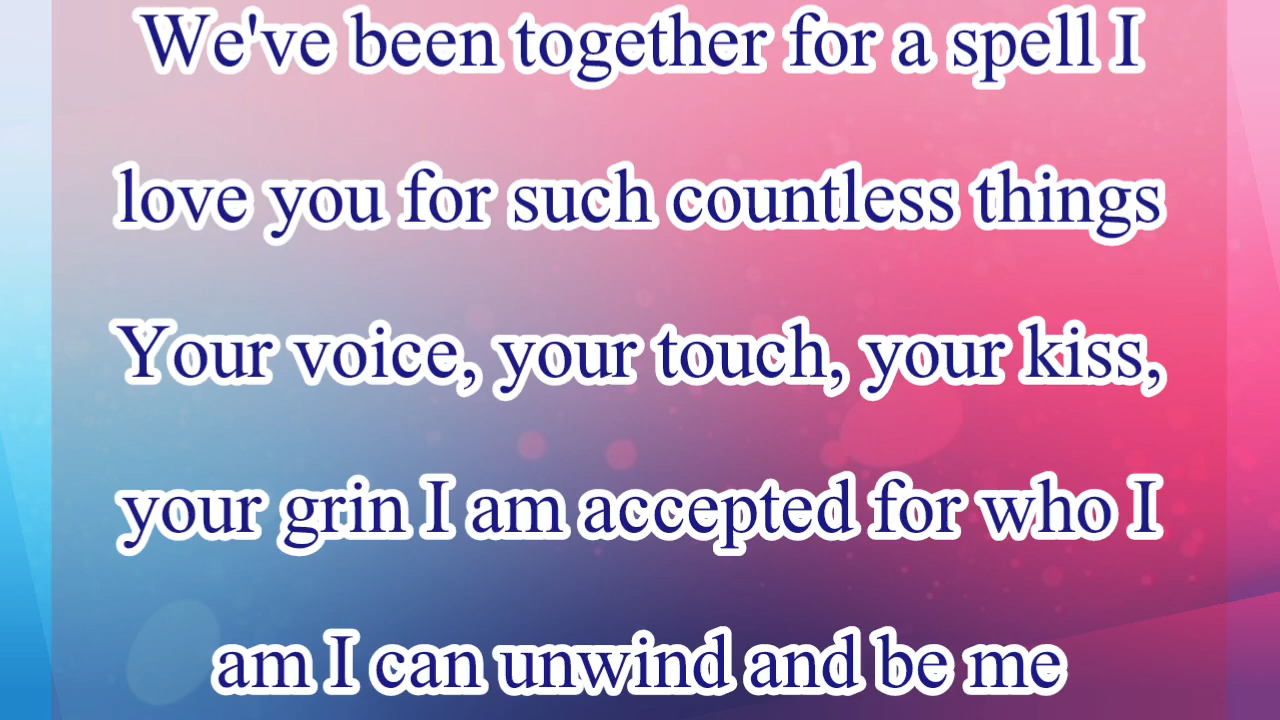 We've been together for a spell I
love you for such countless things
Your voice, your touch, your kiss,
your grin I am accepted for who I
am I can unwind and be me